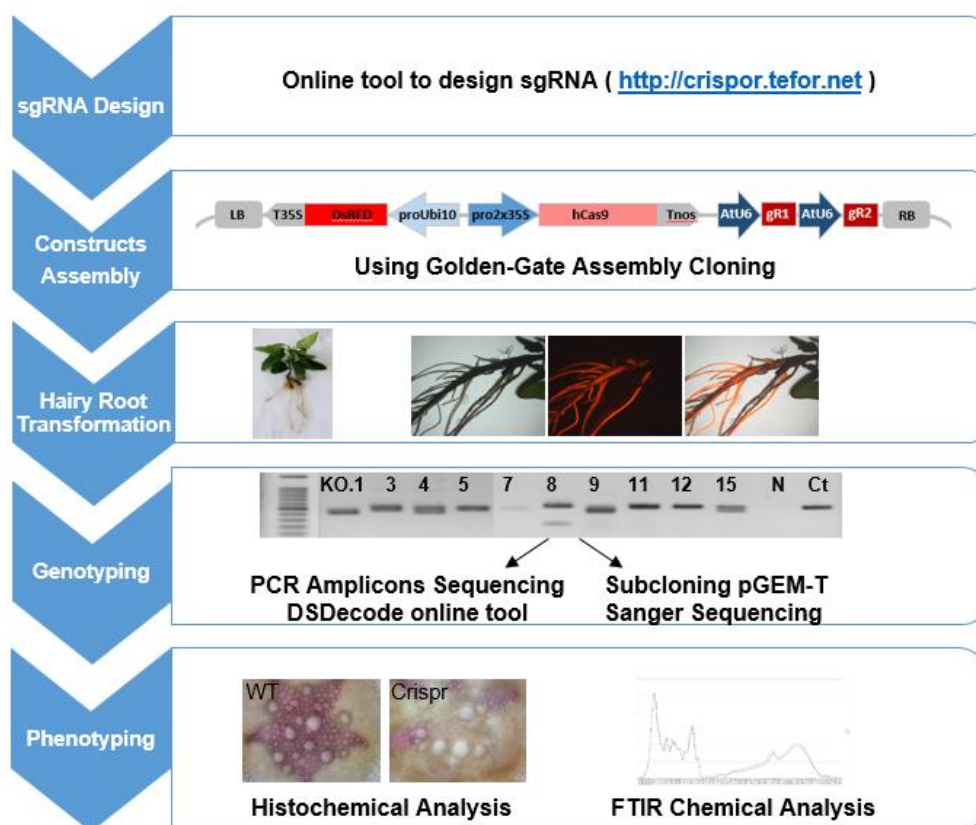 sgRNA Design
Online tool to design sgRNA ( http://crispor.tefor.net )
Constructs
Assembly
LB T35S DsRED proUbi10 pro2x35S hCas9 Tnos AtU6 gR1 AtU6 gR2 RB
Using Golden-Gate Assembly Cloning
Hairy Root
Transformation
Genotyping
KO.1 3 4 5 7 8 9 11 12 15 N Ct
PCR Amplicons Sequencing
DSDecode online tool
Subcloning pGEM-T
Sanger Sequencing
Phenotyping
WT
Crispr
Histochemical Analysis
FTIR Chemical Analysis